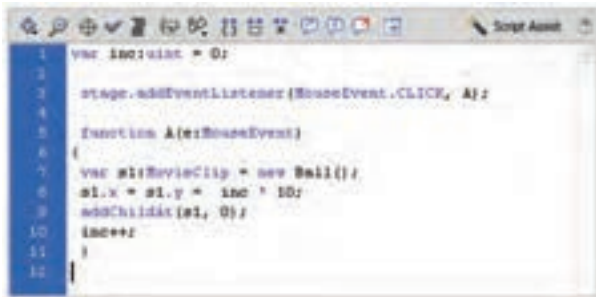 Script Assist
1 var inc:uint = 0;
2
3 stage.addEventListener(MouseEvent.CLICK, A);
4
5 function A(e:MouseEvent)
6 {
7 var s1:MovieClip = new Ball();
8 s1.x = s1.y = inc * 10;
9 addChildAt(s1, 0);
10 inc++;
11 }
12